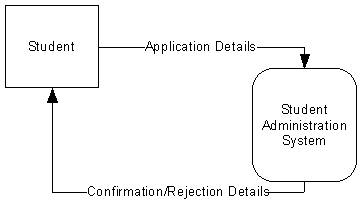 Student
Application Details
Student
Administration
System
Confirmation/Rejection Details